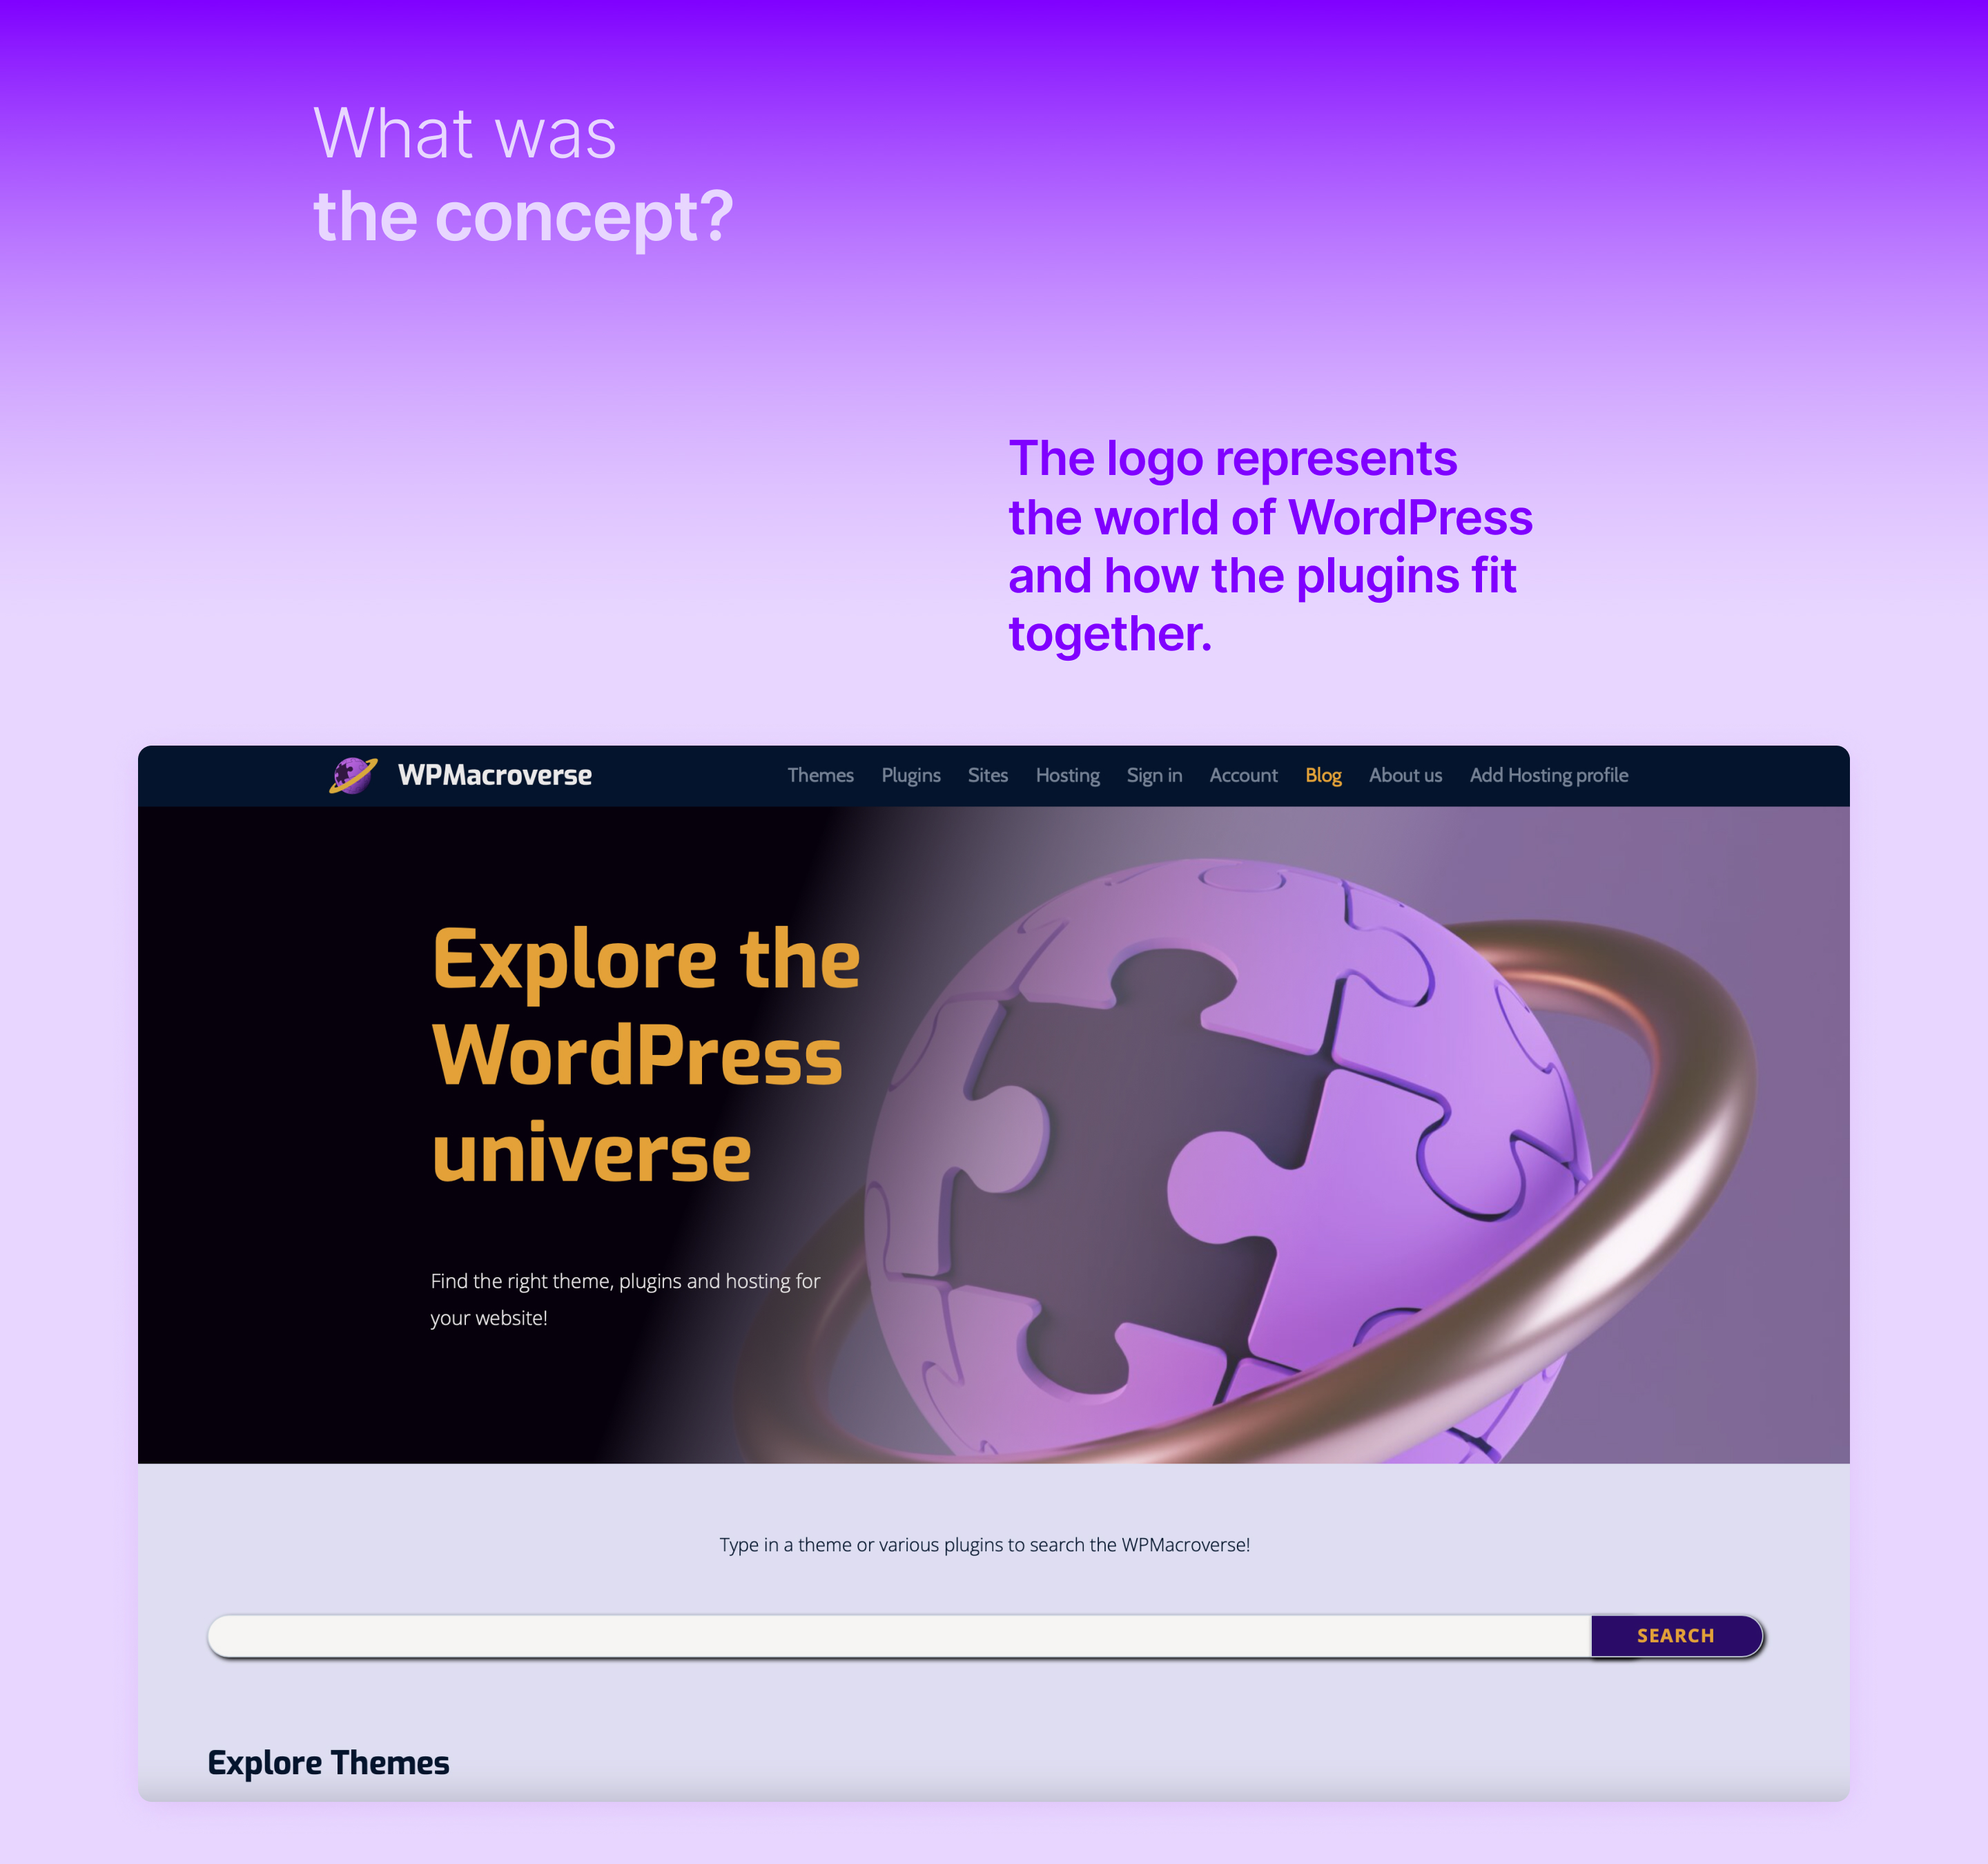 What was
the concept?
The logo represents
the world of WordPress
and how the plugins fit
together.
WPMacroverse
Themes Plugins Sites Hosting Sign in Account Blog About us Add Hosting profile
Explore the
WordPress
universe
Find the right theme, plugins and hosting for
your website!
Type in a theme or various plugins to search the WPMacroverse!
SEARCH
Explore Themes